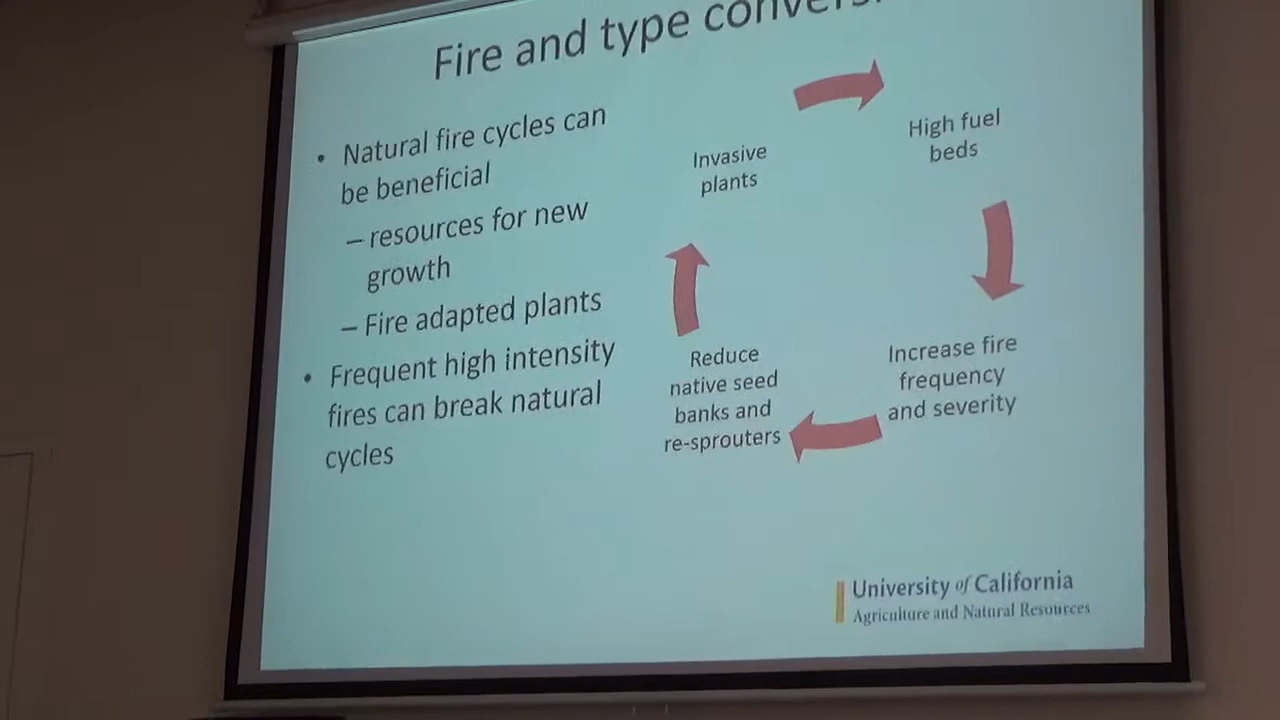 Fire and type
• Natural fire cycles can
be beneficial
– resources for new
growth
– Fire adapted plants
• Frequent high intensity
fires can break natural
cycles
Invasive
plants
High fuel
beds
Increase fire
frequency
and severity
Reduce
native seed
banks and
re-sprouters
University of California
Agriculture and Natural Resources